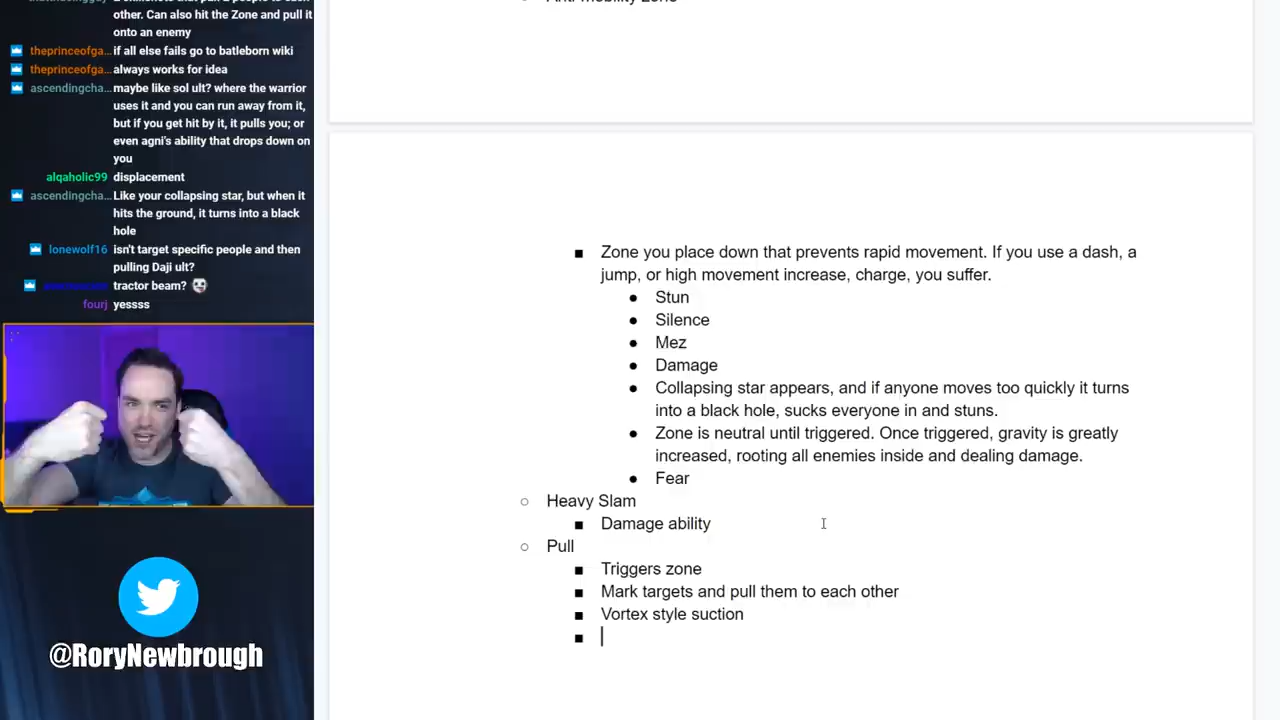 other. Can also hit the Zone and pull it
onto an enemy
theprinceofga... if all else fails go to batleborn wiki
theprinceofga... always works for idea
ascendingcha... maybe like sol ult? where the warrior
uses it and you can run away from it,
but if you get hit by it, it pulls you; or
even agni's ability that drops down on
you
alqaholic99 displacement
ascendingcha... Like your collapsing star, but when it
hits the ground, it turns into a black
hole
lonewolf16 isn't target specific people and then
pulling Daji ult?
tractor beam?
fourj yessss
@RoryNewbrough
Zone you place down that prevents rapid movement. If you use a dash, a
jump, or high movement increase, charge, you suffer.
Stun
Silence
Mez
Damage
Collapsing star appears, and if anyone moves too quickly it turns
into a black hole, sucks everyone in and stuns.
Zone is neutral until triggered. Once triggered, gravity is greatly
increased, rooting all enemies inside and dealing damage.
Fear
Heavy Slam
Damage ability
Pull
Triggers zone
Mark targets and pull them to each other
Vortex style suction